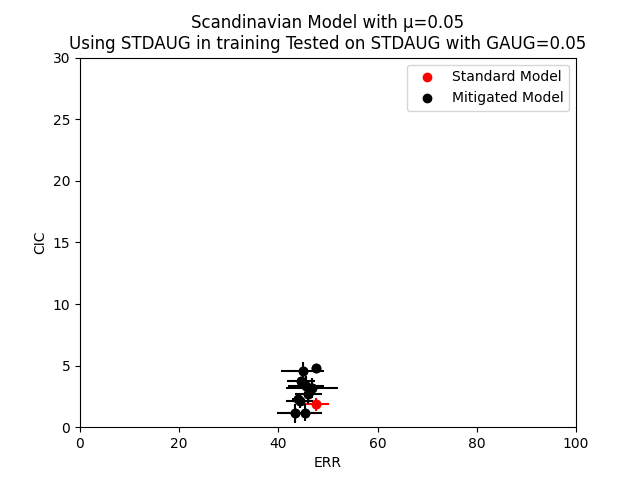 Scandinavian Model with μ=0.05
Using STDAUG in training Tested on STDAUG with GAUG=0.05
Standard Model
Mitigated Model
30
25
20
15
10
5
0
CIC
0 20 40 60 80 100
ERR